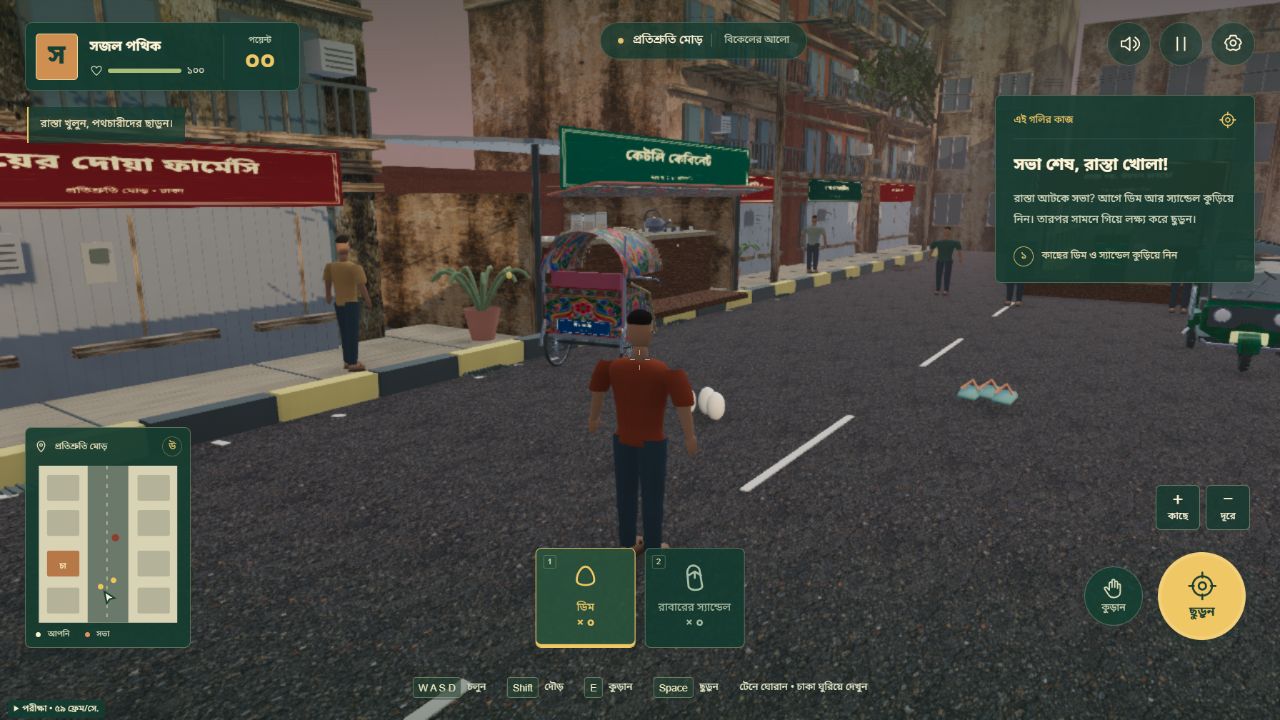 স
সজল পথিক
১০০
পয়েন্ট
০০
রাস্তা খুলুন, পথচারীদের ছাড়ুন।
প্রতিশ্রুতি মোড়
বিকেলের আলো
এই গলির কাজ
সভা শেষ, রাস্তা খোলা!
রাস্তা আটকে সভা? আগে ডিম আর স্যান্ডেল কুড়িয়ে
নিন। তারপর সামনে গিয়ে লক্ষ্য করে ছুড়ুন।
১ কাছের ডিম ও স্যান্ডেল কুড়িয়ে নিন
য়ের দোয়া ফার্মেসি
প্রতিশ্রুতি মোড় • ঢাকা
কেটলি কেবিনেট
প্রতিশ্রুতি মোড়
উ
চা
আপনি
সভা
1
ডিম
× ০
2
রাবারের স্যান্ডেল
× ০
+
কাছে
−
দূরে
কুড়ান
ছুড়ুন
W A S D চলুন
Shift দৌড়
E কুড়ান
Space ছুড়ুন
টেনে ঘোরান • চাকা ঘুরিয়ে দেখুন
▶ পরীক্ষা • ৫৯ ফ্রেম/সে.